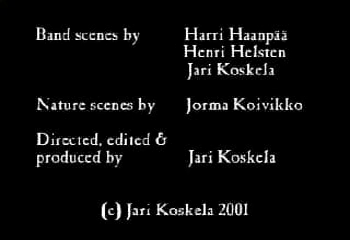 Band scenes by Harri Haanpää
Henri Helsten
Jari Koskela
Nature scenes by Jorma Koivikko
Directed, edited &
produced by Jari Koskela
(c) Jari Koskela 2001